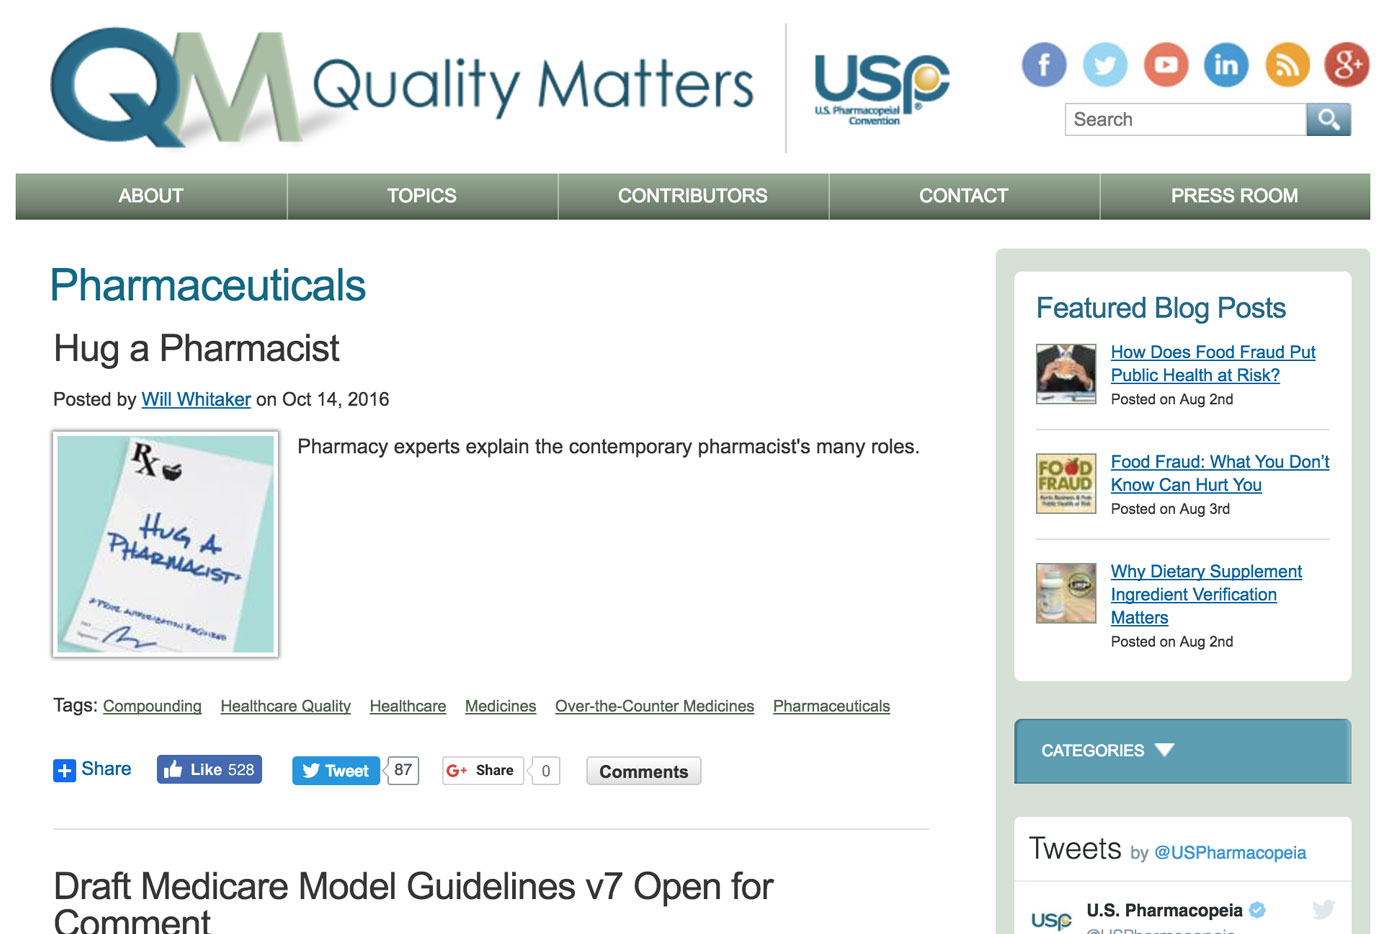 QM Quality Matters
USP
U.S. Pharmacopeial
Convention
Search
ABOUT
TOPICS
CONTRIBUTORS
CONTACT
PRESS ROOM
Pharmaceuticals
Hug a Pharmacist
Posted by Will Whitaker on Oct 14, 2016
Rx
HUG A
PHARMACIST*
Pharmacy experts explain the contemporary pharmacist's many roles.
Tags: Compounding Healthcare Quality Healthcare Medicines Over-the-Counter Medicines Pharmaceuticals
Share
Like 528
Tweet 87
G+ Share 0
Comments
Draft Medicare Model Guidelines v7 Open for
Comment
Featured Blog Posts
How Does Food Fraud Put
Public Health at Risk?
Posted on Aug 2nd
FOOD
FRAUD
Food Fraud: What You Don't
Know Can Hurt You
Posted on Aug 3rd
Why Dietary Supplement
Ingredient Verification
Matters
Posted on Aug 2nd
CATEGORIES
Tweets by @USPharmacopeia
USP
U.S. Pharmacopeia
@USPharmacopeia